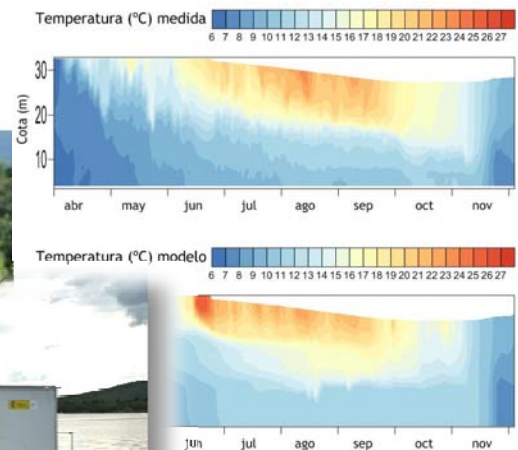 Temperatura (ºC) medida
6 7 8 9 10 11 12 13 14 15 16 17 18 19 20 21 22 23 24 25 26 27
Cota (m)
30
20
10
abr may jun jul ago sep oct nov
Temperatura (ºC) modelo
6 7 8 9 10 11 12 13 14 15 16 17 18 19 20 21 22 23 24 25 26 27
jun jul ago sep oct nov